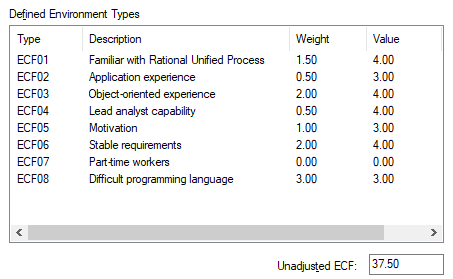 Defined Environment Types
Type Description Weight Value
ECF01 Familiar with Rational Unified Process 1.50 4.00
ECF02 Application experience 0.50 3.00
ECF03 Object-oriented experience 2.00 4.00
ECF04 Lead analyst capability 0.50 4.00
ECF05 Motivation 1.00 3.00
ECF06 Stable requirements 2.00 4.00
ECF07 Part-time workers 0.00 0.00
ECF08 Difficult programming language 3.00 3.00
Unadjusted ECF: 37.50